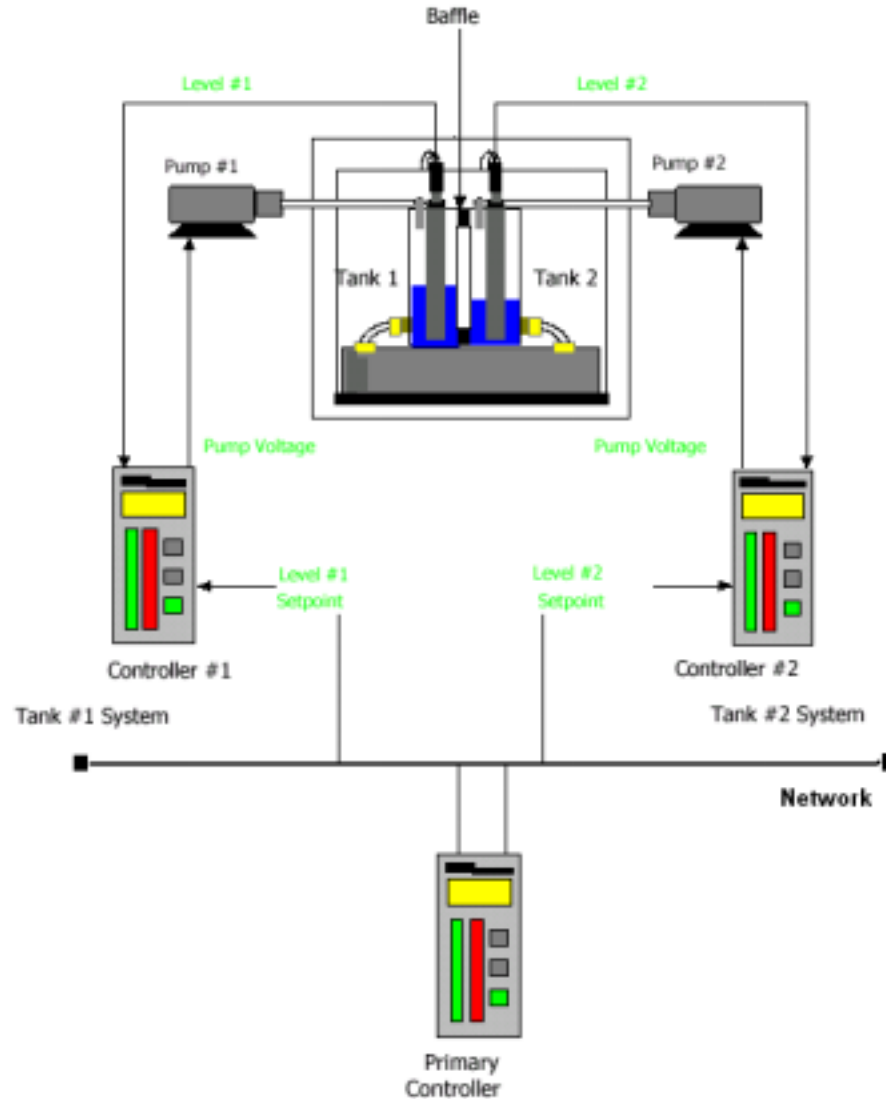 Baffle
Level #1
Level #2
Pump #1
Pump #2
Tank 1
Tank 2
Pump Voltage
Pump Voltage
Level #1
Setpoint
Level #2
Setpoint
Controller #1
Controller #2
Tank #1 System
Tank #2 System
Network
Primary
Controller